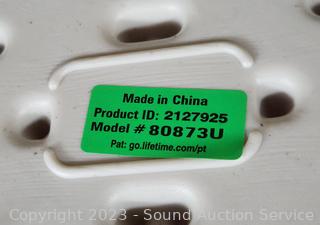 Made in China
Product ID: 2127925
Model # 80873U
Pat: go.lifetime.com/pt
Copyright 2023 - Sound Auction Service